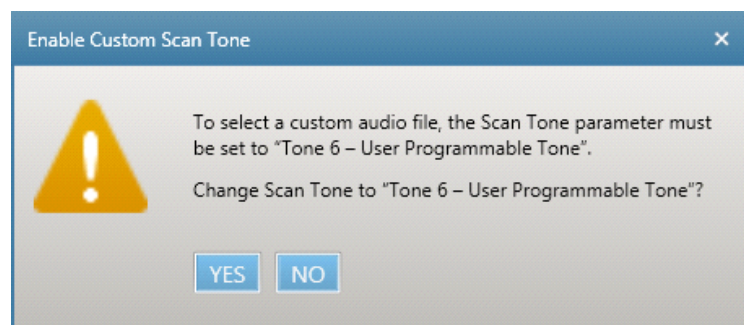 Enable Custom Scan Tone
To select a custom audio file, the Scan Tone parameter must
be set to “Tone 6 – User Programmable Tone”.
Change Scan Tone to “Tone 6 – User Programmable Tone”?
YES NO